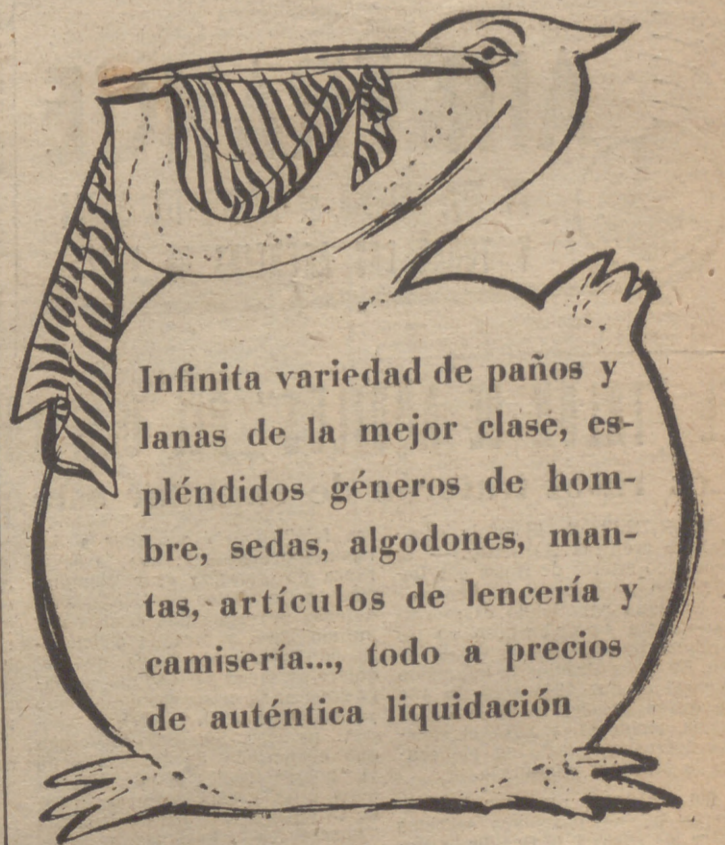 Infinita variedad de paños y
lanas de la mejor clase, es-
pléndidos géneros de hom-
bre, sedas, algodones, man-
tas, artículos de lencería y
camisería..., todo a precios
de auténtica liquidación